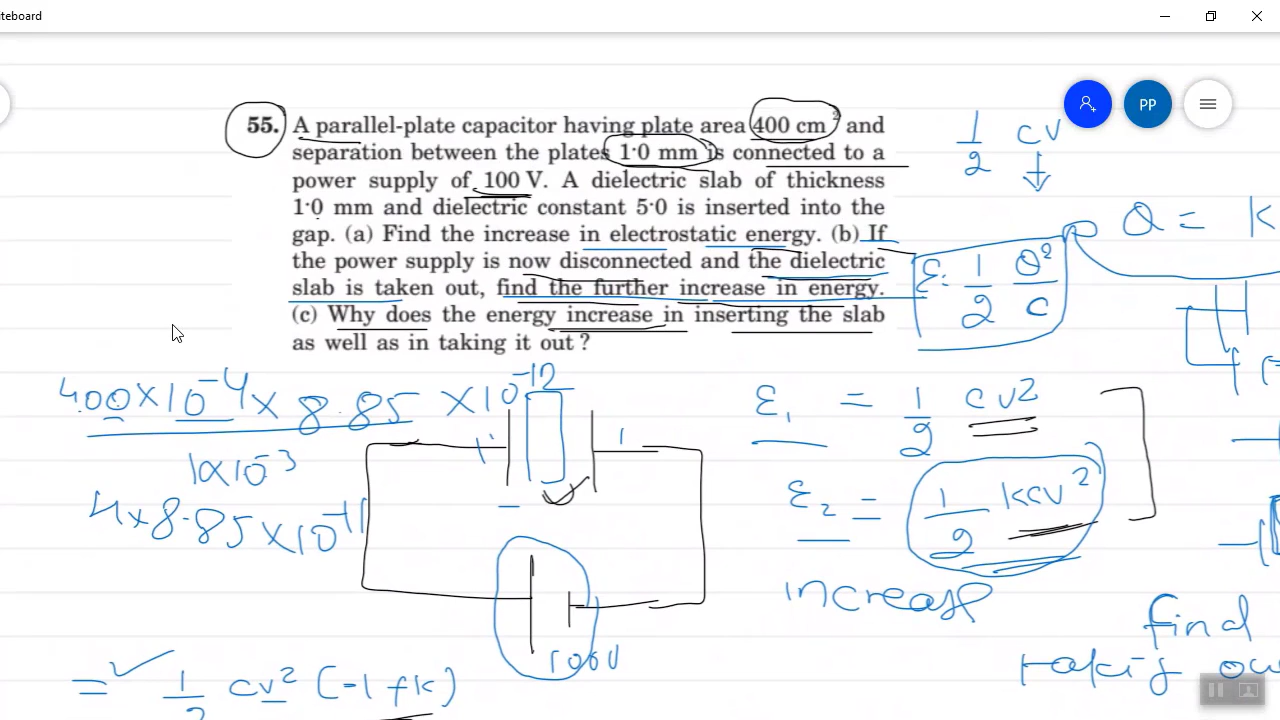 teboard
PP
55. A parallel-plate capacitor having plate area 400 cm² and
separation between the plates 1·0 mm is connected to a
power supply of 100 V. A dielectric slab of thickness
1·0 mm and dielectric constant 5·0 is inserted into the
gap. (a) Find the increase in electrostatic energy. (b) If
the power supply is now disconnected and the dielectric
slab is taken out, find the further increase in energy.
(c) Why does the energy increase in inserting the slab
as well as in taking it out ?
1/2 CV
Q = K
E = 1/2 Q²/C
400×10⁻⁴ × 8.85 × 10⁻¹²
1×10⁻³
4×8.85×10⁻¹¹
100V
ε₁ = 1/2 CV²
ε₂ = 1/2 KCV²
increase
find
taking ou
= 1/2 CV² (-1+K)